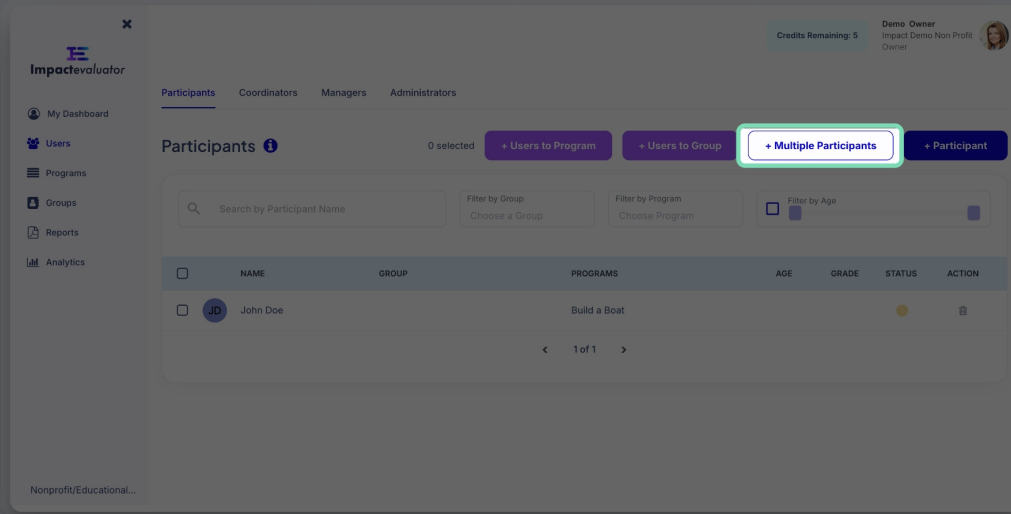 Demo Owner
Credits Remaining: 5
Impact Demo Non Profit
Owner
Impactevaluator
Participants
Coordinators
Managers
Administrators
My Dashboard
Users
Programs
Groups
Reports
Analytics
Participants
0 selected
+ Users to Program
+ Users to Group
+ Multiple Participants
+ Participant
Search by Participant Name
Filter by Group
Choose a Group
Filter by Program
Choose Program
Filter by Age
NAME
GROUP
PROGRAMS
AGE
GRADE
STATUS
ACTION
JD
John Doe
Build a Boat
1 of 1
Nonprofit/Educational...